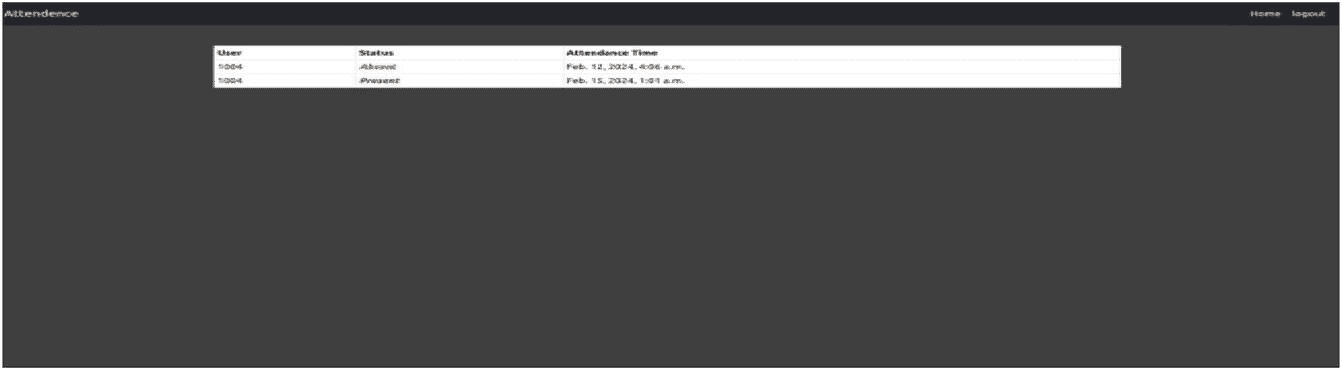 Attendence Home logout
User Status Attendance Time
1004 Absent Feb. 12, 2024, 4:06 a.m.
1004 Present Feb. 15, 2024, 1:01 a.m.